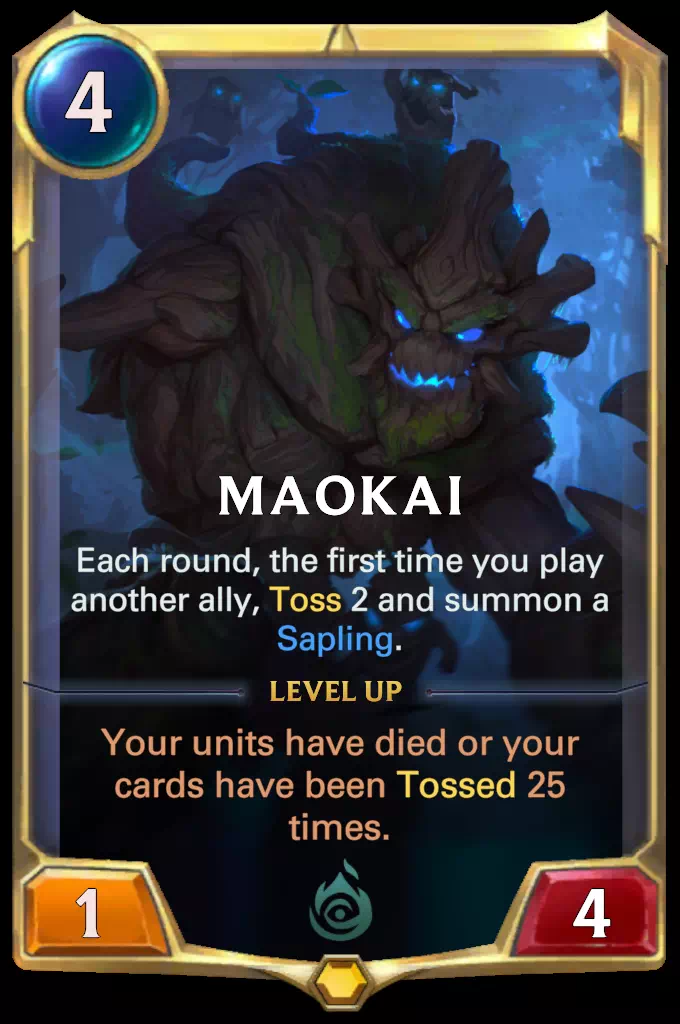 4
MAOKAI
Each round, the first time you play
another ally, Toss 2 and summon a
Sapling.
LEVEL UP
Your units have died or your
cards have been Tossed 25
times.
1
4